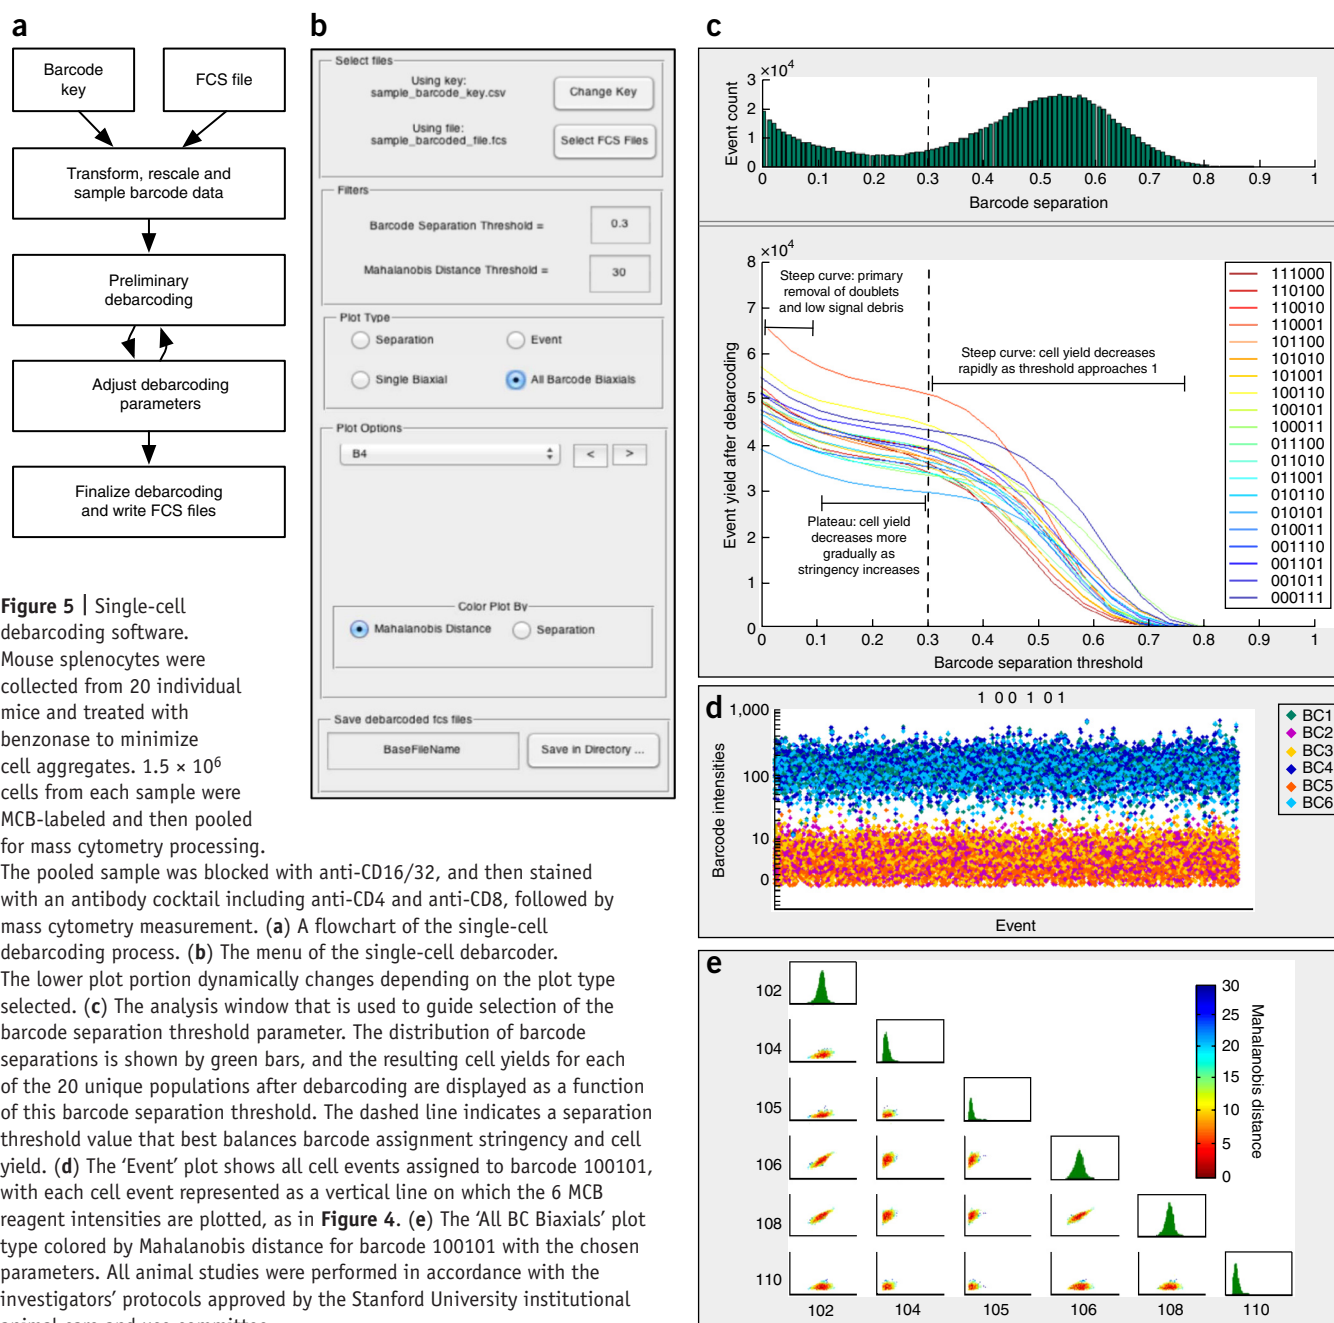 a
Barcode
key
FCS file
Transform, rescale and
sample barcode data
Preliminary
debarcoding
Adjust debarcoding
parameters
Finalize debarcoding
and write FCS files
b
Select files
Using key:
sample_barcode_key.csv
Change Key
Using file:
sample_barcoded_file.fcs
Select FCS Files
Filters
Barcode Separation Threshold =
0.3
Mahalanobis Distance Threshold =
30
Plot Type
Separation
Event
Single Biaxial
All Barcode Biaxials
Plot Options
B4
<
>
Color Plot By
Mahalanobis Distance
Separation
Save debarcoded fcs files
BaseFileName
Save in Directory ...
c
×10⁴
3
2
1
0
Event count
0 0.1 0.2 0.3 0.4 0.5 0.6 0.7 0.8 0.9 1
Barcode separation
×10⁴
8
7
6
5
4
3
2
1
0
Event yield after debarcoding
Steep curve: primary
removal of doublets
and low signal debris
Steep curve: cell yield decreases
rapidly as threshold approaches 1
Plateau: cell yield
decreases more
gradually as
stringency increases
0 0.1 0.2 0.3 0.4 0.5 0.6 0.7 0.8 0.9 1
Barcode separation threshold
111000
110100
110010
110001
101100
101010
101001
100110
100101
100011
011100
011010
011001
010110
010101
010011
001110
001101
001011
000111
d
1 0 0 1 0 1
1,000
100
10
0
Barcode intensities
Event
BC1
BC2
BC3
BC4
BC5
BC6
e
102
104
105
106
108
110
102 104 105 106 108 110
30
25
20
15
10
5
0
Mahalanobis distance
Figure 5 | Single-cell
debarcoding software.
Mouse splenocytes were
collected from 20 individual
mice and treated with
benzonase to minimize
cell aggregates. 1.5 × 10⁶
cells from each sample were
MCB-labeled and then pooled
for mass cytometry processing.
The pooled sample was blocked with anti-CD16/32, and then stained
with an antibody cocktail including anti-CD4 and anti-CD8, followed by
mass cytometry measurement. (a) A flowchart of the single-cell
debarcoding process. (b) The menu of the single-cell debarcoder.
The lower plot portion dynamically changes depending on the plot type
selected. (c) The analysis window that is used to guide selection of the
barcode separation threshold parameter. The distribution of barcode
separations is shown by green bars, and the resulting cell yields for each
of the 20 unique populations after debarcoding are displayed as a function
of this barcode separation threshold. The dashed line indicates a separation
threshold value that best balances barcode assignment stringency and cell
yield. (d) The ‘Event’ plot shows all cell events assigned to barcode 100101,
with each cell event represented as a vertical line on which the 6 MCB
reagent intensities are plotted, as in Figure 4. (e) The ‘All BC Biaxials’ plot
type colored by Mahalanobis distance for barcode 100101 with the chosen
parameters. All animal studies were performed in accordance with the
investigators’ protocols approved by the Stanford University institutional
animal care and use committee